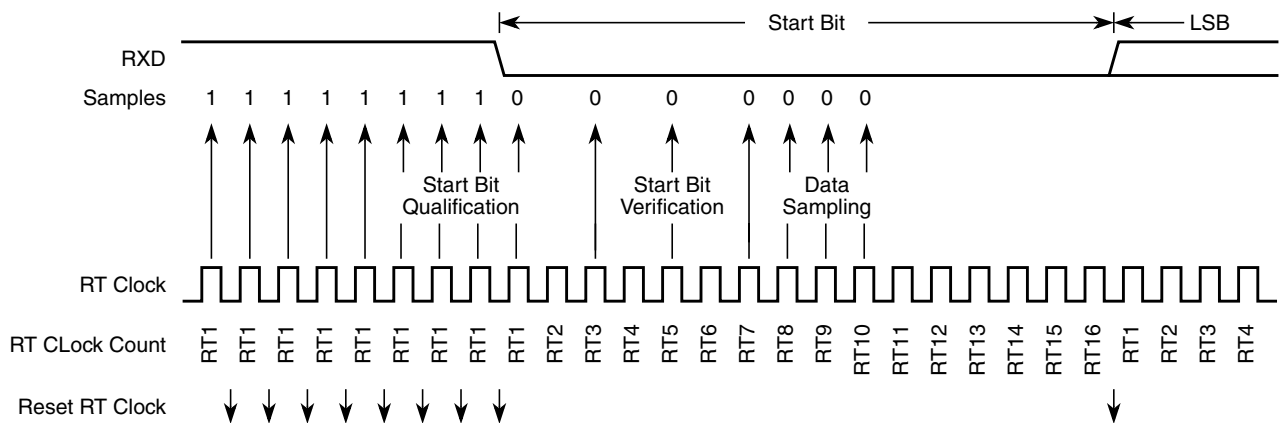 Start Bit LSB
RXD
Samples 1 1 1 1 1 1 1 1 0 0 0 0 0 0 0
Start Bit Start Bit Data
Qualification Verification Sampling
RT Clock
RT CLock Count RT1 RT1 RT1 RT1 RT1 RT1 RT1 RT1 RT1 RT2 RT3 RT4 RT5 RT6 RT7 RT8 RT9 RT10 RT11 RT12 RT13 RT14 RT15 RT16 RT1 RT2 RT3 RT4
Reset RT Clock